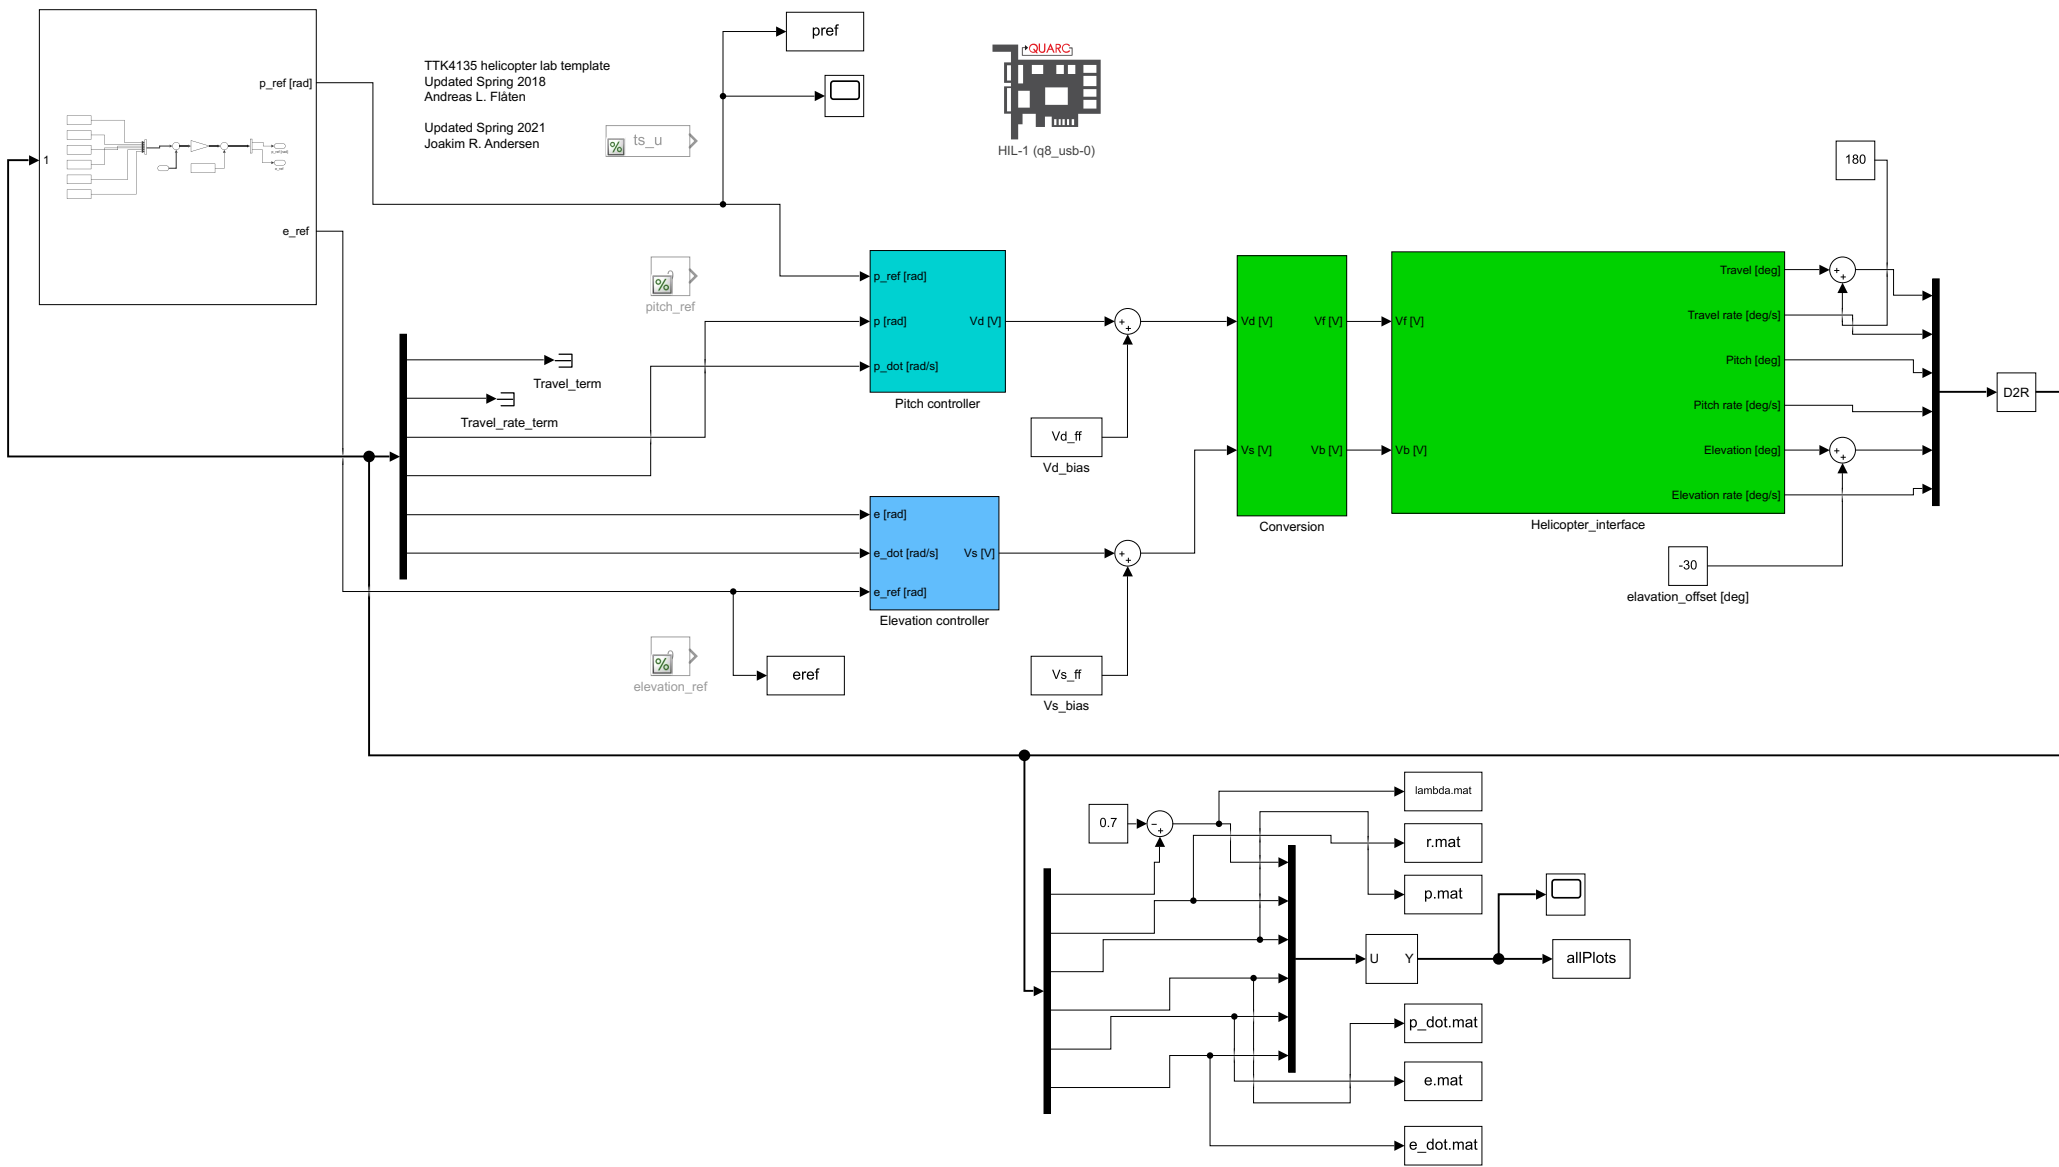 p_ref [rad]
1
e_ref
TTK4135 helicopter lab template
Updated Spring 2018
Andreas L. Flåten
Updated Spring 2021
Joakim R. Andersen
ts_u
pref
QUARC
HIL-1 (q8_usb-0)
180
pitch_ref
p_ref [rad]
p [rad]
p_dot [rad/s]
Vd [V]
Pitch controller
Vd_ff
Vd_bias
Vd [V]
Vs [V]
Vf [V]
Vb [V]
Conversion
Vf [V]
Vb [V]
Travel [deg]
Travel rate [deg/s]
Pitch [deg]
Pitch rate [deg/s]
Elevation [deg]
Elevation rate [deg/s]
Helicopter_interface
D2R
Travel_term
Travel_rate_term
e [rad]
e_dot [rad/s]
e_ref [rad]
Vs [V]
Elevation controller
-30
elavation_offset [deg]
elevation_ref
eref
Vs_ff
Vs_bias
0.7
lambda.mat
r.mat
p.mat
U Y
allPlots
p_dot.mat
e.mat
e_dot.mat